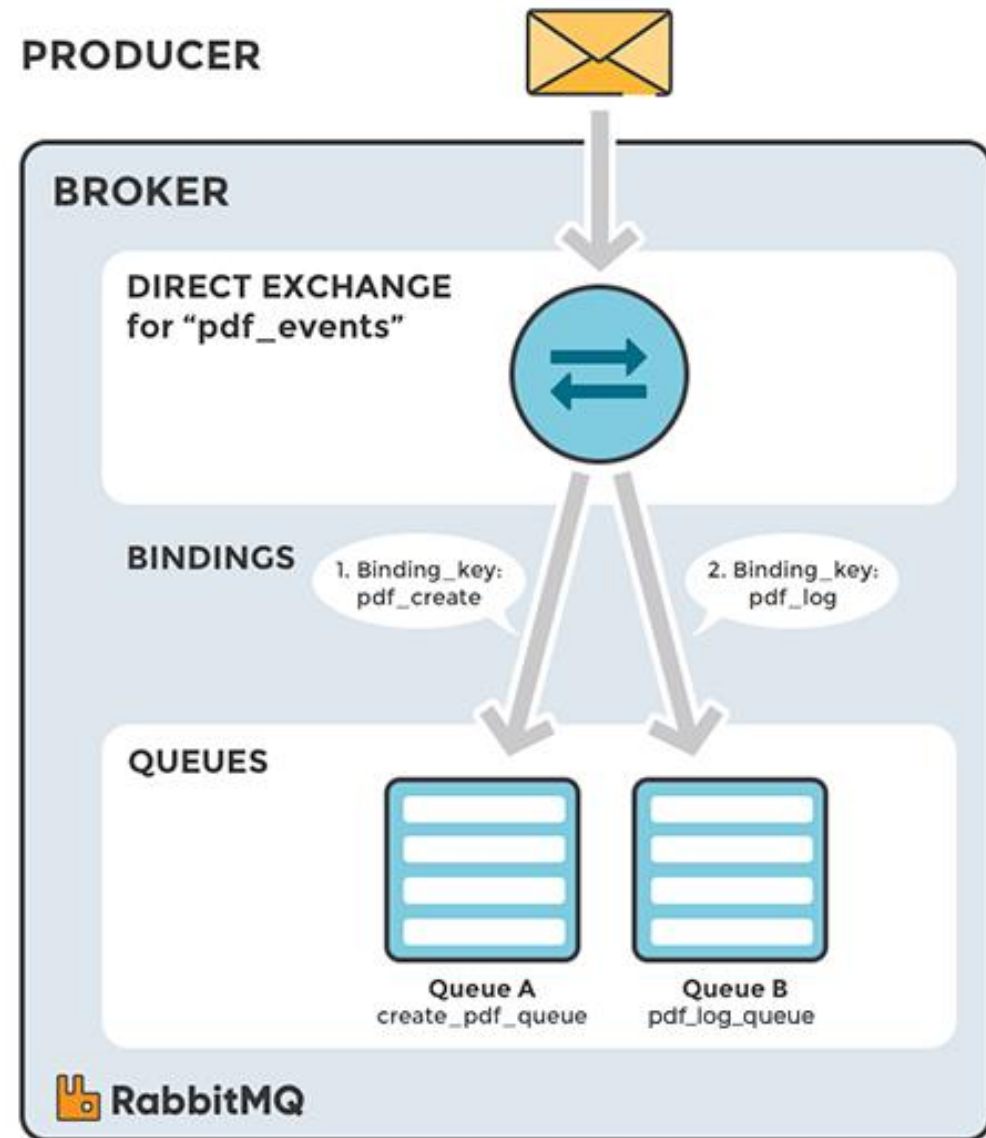 PRODUCER
BROKER
DIRECT EXCHANGE
for “pdf_events”
BINDINGS
1. Binding_key:
pdf_create
2. Binding_key:
pdf_log
QUEUES
Queue A
create_pdf_queue
Queue B
pdf_log_queue
RabbitMQ